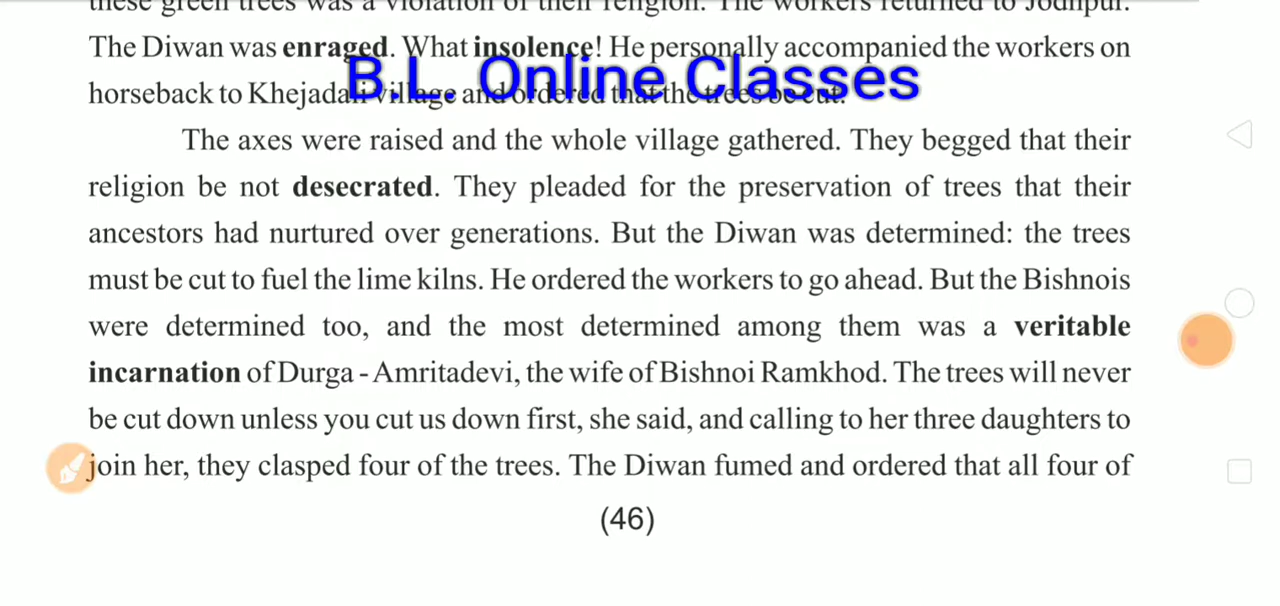 these green trees was a violation of their religion. The workers returned to Jodhpur.
The Diwan was enraged. What insolence! He personally accompanied the workers on
B.L. Online Classes
horseback to Khejadali village and ordered that the trees be cut.
The axes were raised and the whole village gathered. They begged that their
religion be not desecrated. They pleaded for the preservation of trees that their
ancestors had nurtured over generations. But the Diwan was determined: the trees
must be cut to fuel the lime kilns. He ordered the workers to go ahead. But the Bishnois
were determined too, and the most determined among them was a veritable
incarnation of Durga - Amritadevi, the wife of Bishnoi Ramkhod. The trees will never
be cut down unless you cut us down first, she said, and calling to her three daughters to
join her, they clasped four of the trees. The Diwan fumed and ordered that all four of
(46)